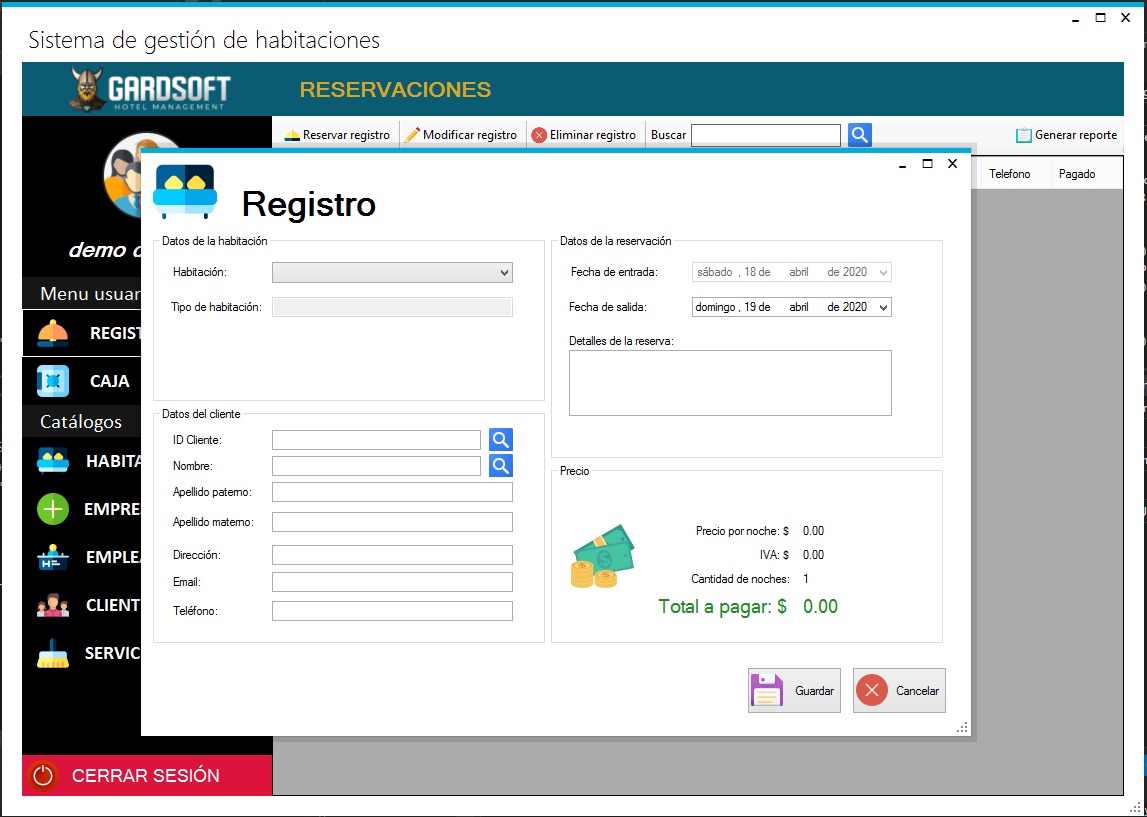 Sistema de gestión de habitaciones
GARDSOFT
HOTEL MANAGEMENT
RESERVACIONES
Reservar registro
Modificar registro
Eliminar registro
Buscar
Generar reporte
Telefono
Pagado
demo
Menu usuar
REGIST
CAJA
Catálogos
HABITA
EMPRE
EMPLEA
CLIENT
SERVIC
CERRAR SESIÓN
Registro
Datos de la habitación
Habitación:
Tipo de habitación:
Datos del cliente
ID Cliente:
Nombre:
Apellido paterno:
Apellido materno:
Dirección:
Email:
Teléfono:
Datos de la reservación
Fecha de entrada: sábado , 18 de abril de 2020
Fecha de salida: domingo , 19 de abril de 2020
Detalles de la reserva:
Precio
Precio por noche: $ 0.00
IVA: $ 0.00
Cantidad de noches: 1
Total a pagar: $ 0.00
Guardar
Cancelar